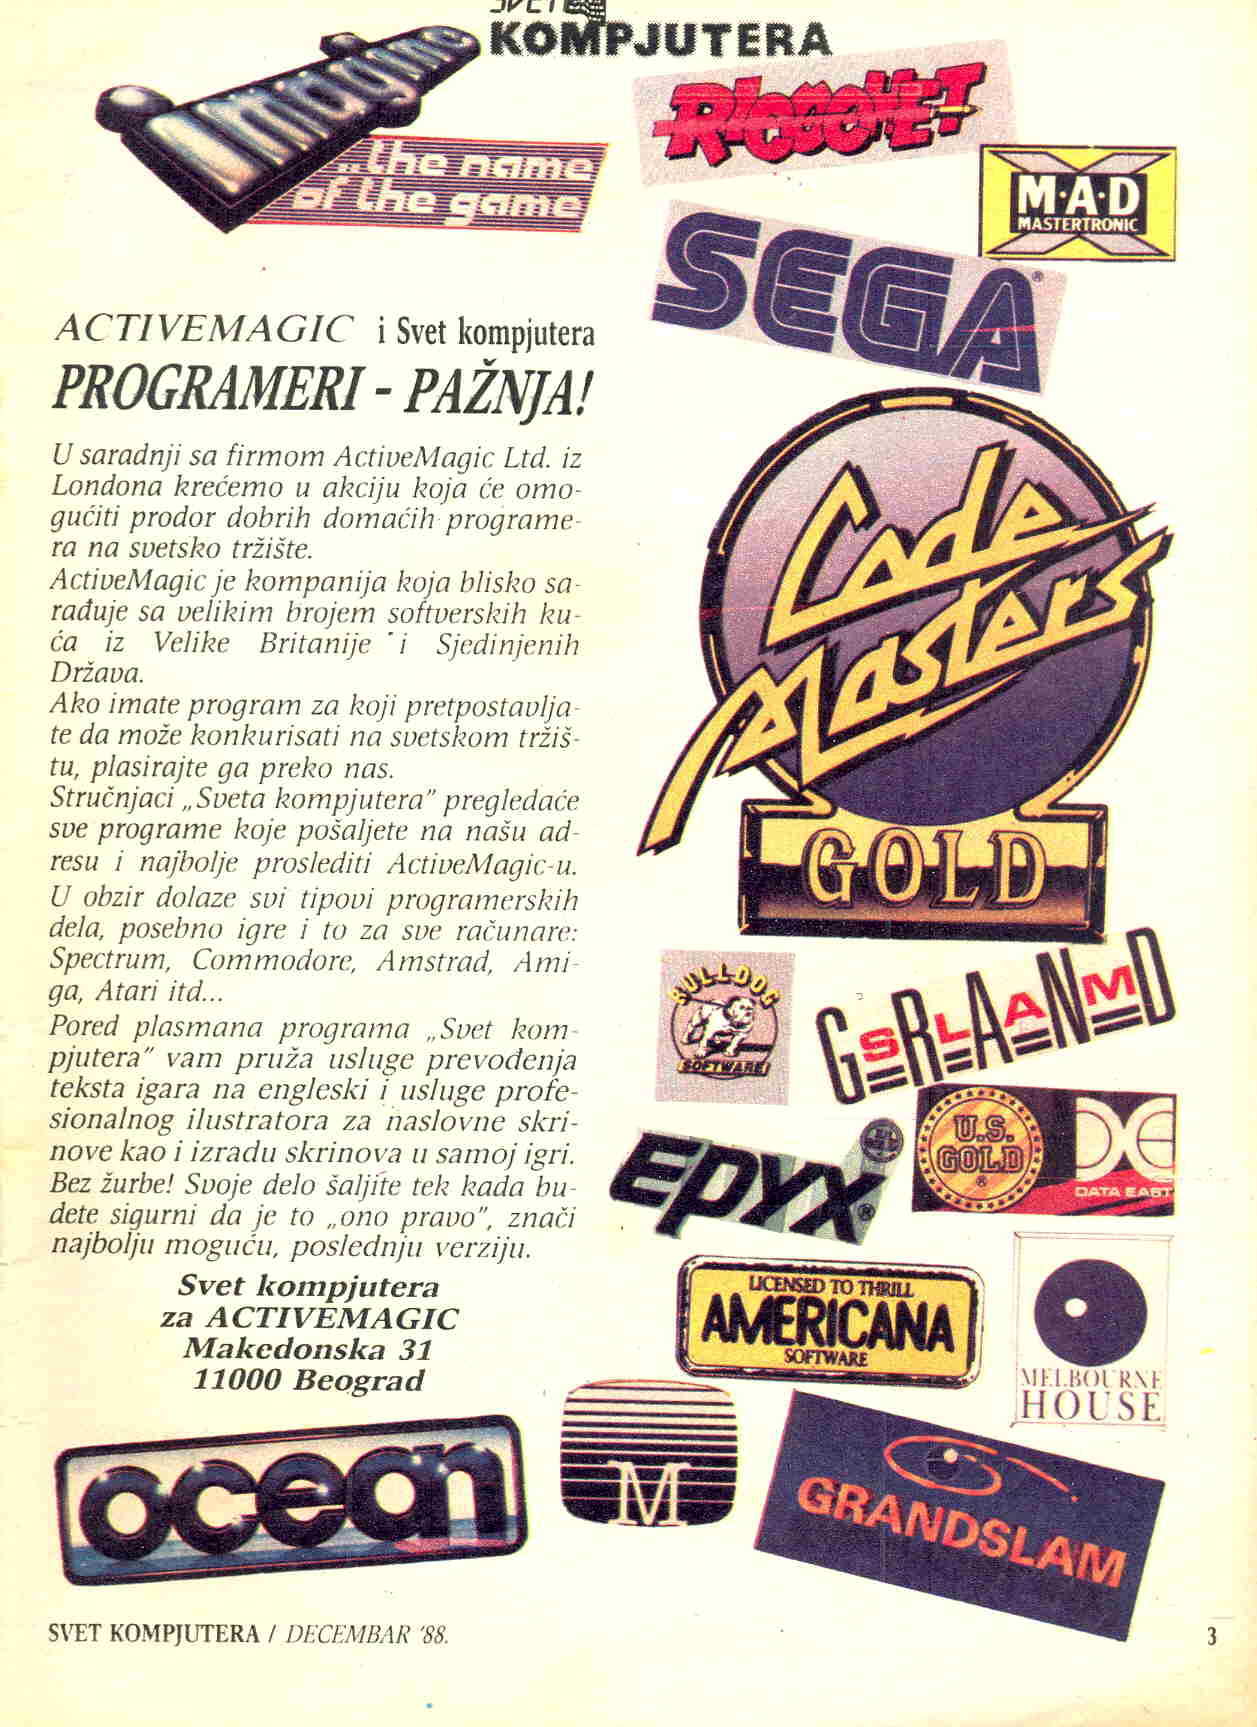 SVET
KOMPJUTERA
Imagine
...the name
of the game
RICOCHET
M·A·D
MASTERTRONIC
SEGA®
ACTIVEMAGIC i Svet kompjutera
PROGRAMERI - PAŽNJA!
U saradnji sa firmom ActiveMagic Ltd. iz
Londona krećemo u akciju koja će omo-
gućiti prodor dobrih domaćih programe-
ra na svetsko tržište.
ActiveMagic je kompanija koja blisko sa-
rađuje sa velikim brojem softverskih ku-
ća iz Velike Britanije i Sjedinjenih
Država.
Ako imate program za koji pretpostavlja-
te da može konkurisati na svetskom tržiš-
tu, plasirajte ga preko nas.
Stručnjaci „Sveta kompjutera” pregledaće
sve programe koje pošaljete na našu ad-
resu i najbolje proslediti ActiveMagic-u.
U obzir dolaze svi tipovi programerskih
dela, posebno igre i to za sve računare:
Spectrum, Commodore, Amstrad, Ami-
ga, Atari itd...
Pored plasmana programa „Svet kom-
pjutera” vam pruža usluge prevođenja
teksta igara na engleski i usluge profe-
sionalnog ilustratora za naslovne skri-
nove kao i izradu skrinova u samoj igri.
Bez žurbe! Svoje delo šaljite tek kada bu-
dete sigurni da je to „ono pravo”, znači
najbolju moguću, poslednju verziju.
Svet kompjutera
za ACTIVEMAGIC
Makedonska 31
11000 Beograd
Code
Masters
GOLD
BULLDOG
SOFTWARE
GRAND
SLAM
EPYX®
U.S.
GOLD
®
DATA EAST
LICENSED TO THRILL
AMERICANA
SOFTWARE
MELBOURNE
HOUSE
ocean
M
GRANDSLAM
SVET KOMPJUTERA / DECEMBAR '88.
3